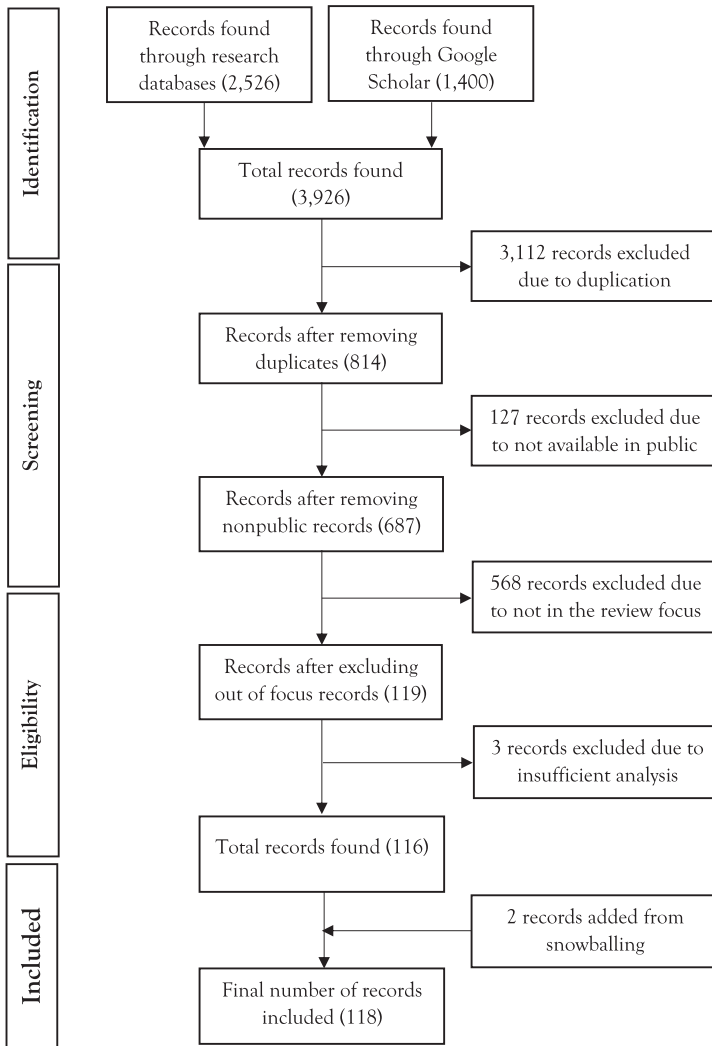 Identification
Records found
through research
databases (2,526)
Records found
through Google
Scholar (1,400)
Total records found
(3,926)
3,112 records excluded
due to duplication
Screening
Records after removing
duplicates (814)
127 records excluded due
to not available in public
Records after removing
nonpublic records (687)
568 records excluded due
to not in the review focus
Eligibility
Records after excluding
out of focus records (119)
3 records excluded due to
insufficient analysis
Total records found (116)
Included
2 records added from
snowballing
Final number of records
included (118)